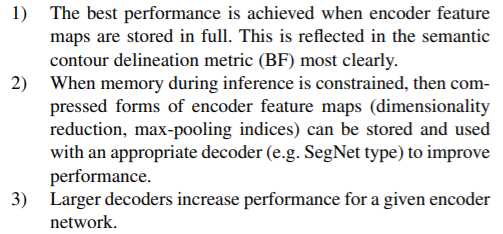 1) The best performance is achieved when encoder feature
maps are stored in full. This is reflected in the semantic
contour delineation metric (BF) most clearly.
2) When memory during inference is constrained, then com-
pressed forms of encoder feature maps (dimensionality
reduction, max-pooling indices) can be stored and used
with an appropriate decoder (e.g. SegNet type) to improve
performance.
3) Larger decoders increase performance for a given encoder
network.